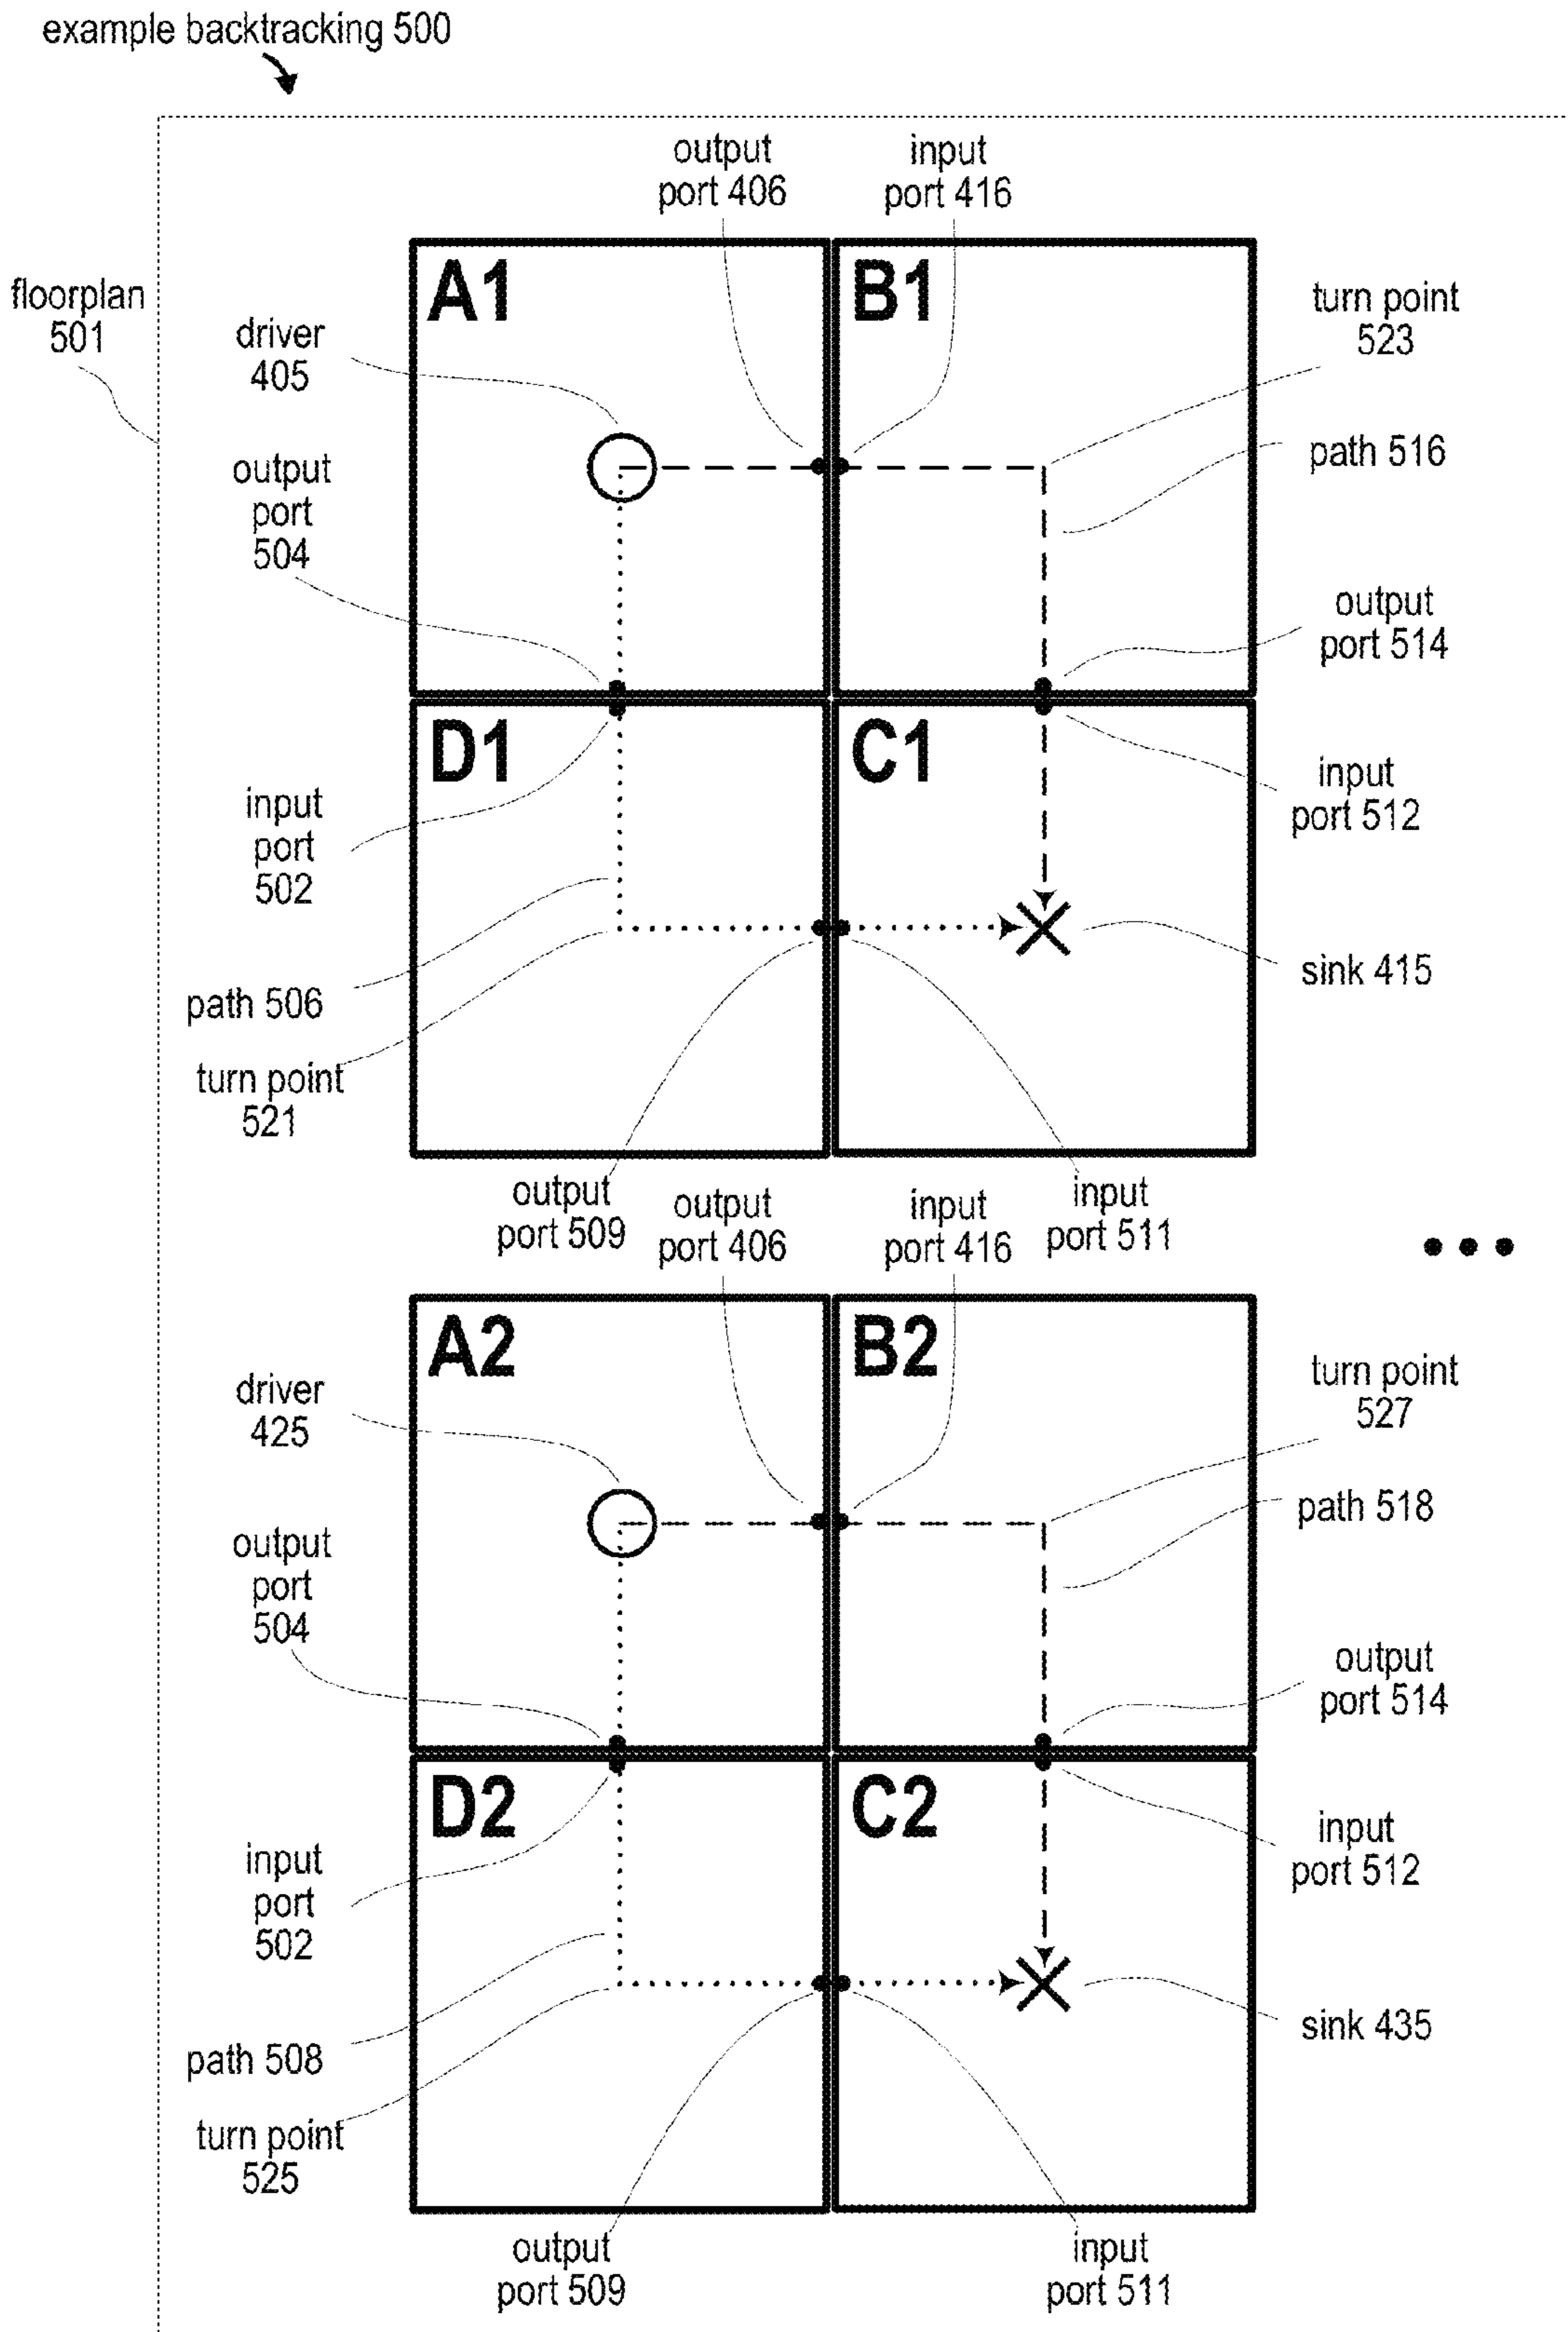 example backtracking 500
output
port 406
input
port 416
A1
B1
floorplan
501
driver
405
turn point
523
output
port
504
path 516
output
port 514
D1
C1
input
port
502
input
port 512
path 506
sink 415
turn point
521
output
port 509
output
port 406
input
port 416
input
port 511
A2
B2
driver
425
turn point
527
output
port
504
path 518
output
port 514
D2
C2
input
port
502
input
port 512
path 508
sink 435
turn point
525
output
port 509
input
port 511